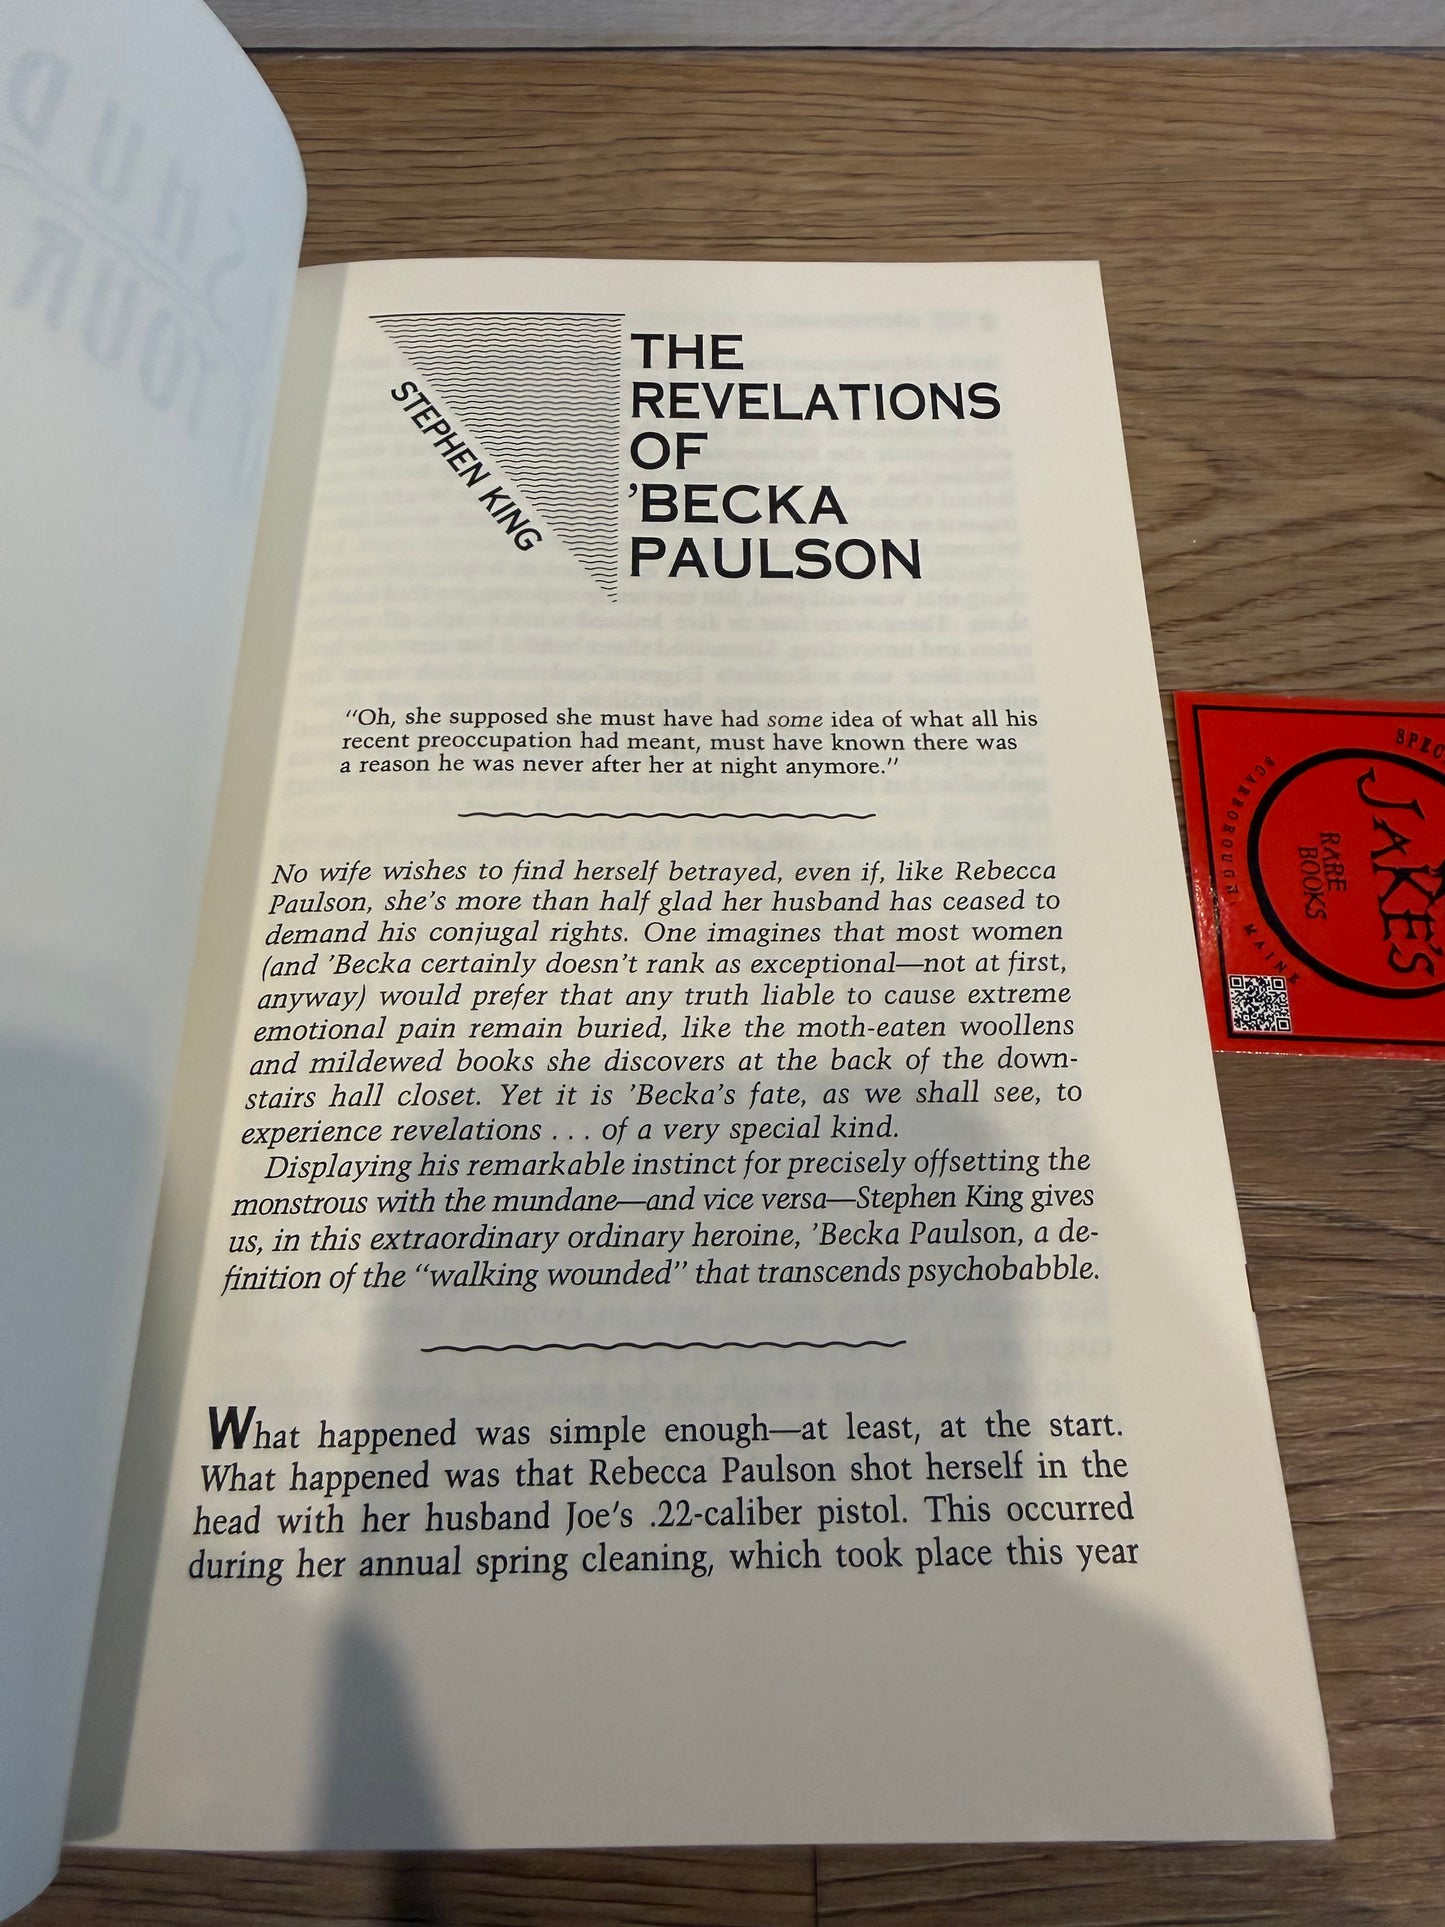 THE
REVELATIONS
OF
'BECKA
PAULSON
STEPHEN KING
"Oh, she supposed she must have had some idea of what all his
recent preoccupation had meant, must have known there was
a reason he was never after her at night anymore."
No wife wishes to find herself betrayed, even if, like Rebecca
Paulson, she's more than half glad her husband has ceased to
demand his conjugal rights. One imagines that most women
(and 'Becka certainly doesn't rank as exceptional—not at first,
anyway) would prefer that any truth liable to cause extreme
emotional pain remain buried, like the moth-eaten woollens
and mildewed books she discovers at the back of the down-
stairs hall closet. Yet it is 'Becka's fate, as we shall see, to
experience revelations . . . of a very special kind.
Displaying his remarkable instinct for precisely offsetting the
monstrous with the mundane—and vice versa—Stephen King gives
us, in this extraordinary ordinary heroine, 'Becka Paulson, a de-
finition of the "walking wounded" that transcends psychobabble.
What happened was simple enough—at least, at the start.
What happened was that Rebecca Paulson shot herself in the
head with her husband Joe's .22-caliber pistol. This occurred
during her annual spring cleaning, which took place this year
JAKE'S
RARE
BOOKS
SCARBOROUGH, MAINE